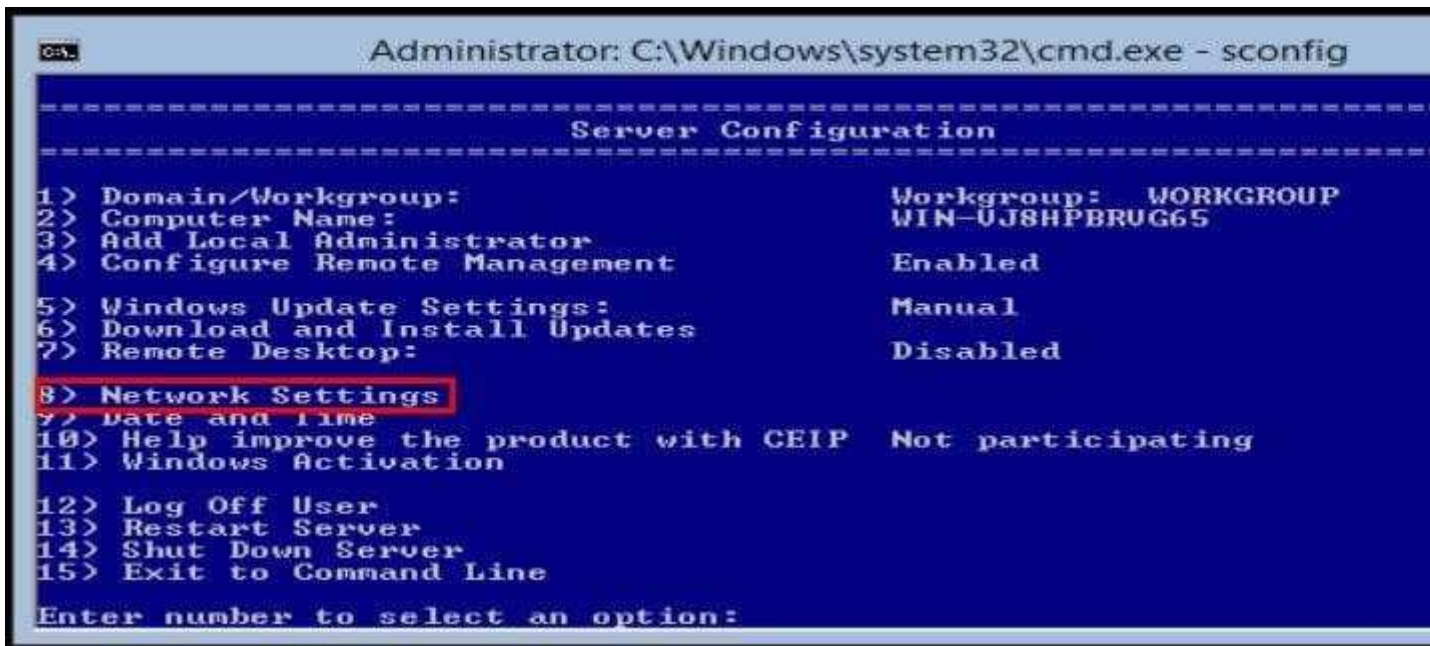 Administrator: C:\Windows\system32\cmd.exe - sconfig
===============================================================
Server Configuration
===============================================================
1) Domain/Workgroup: Workgroup: WORKGROUP
2) Computer Name: WIN-VJ8HPBRVG65
3) Add Local Administrator
4) Configure Remote Management Enabled
5) Windows Update Settings: Manual
6) Download and Install Updates
7) Remote Desktop: Disabled
8) Network Settings
9) Date and Time
10) Help improve the product with CEIP Not participating
11) Windows Activation
12) Log Off User
13) Restart Server
14) Shut Down Server
15) Exit to Command Line
Enter number to select an option: